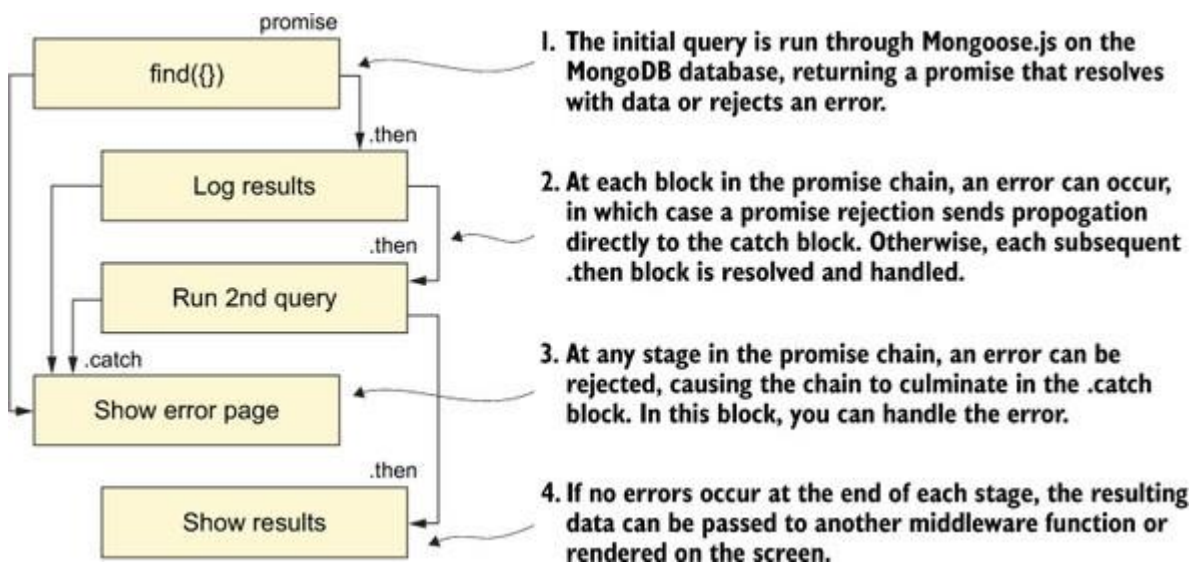 promise
find({})
.then
Log results
.then
Run 2nd query
.catch
Show error page
.then
Show results
1. The initial query is run through Mongoose.js on the
MongoDB database, returning a promise that resolves
with data or rejects an error.
2. At each block in the promise chain, an error can occur,
in which case a promise rejection sends propogation
directly to the catch block. Otherwise, each subsequent
.then block is resolved and handled.
3. At any stage in the promise chain, an error can be
rejected, causing the chain to culminate in the .catch
block. In this block, you can handle the error.
4. If no errors occur at the end of each stage, the resulting
data can be passed to another middleware function or
rendered on the screen.